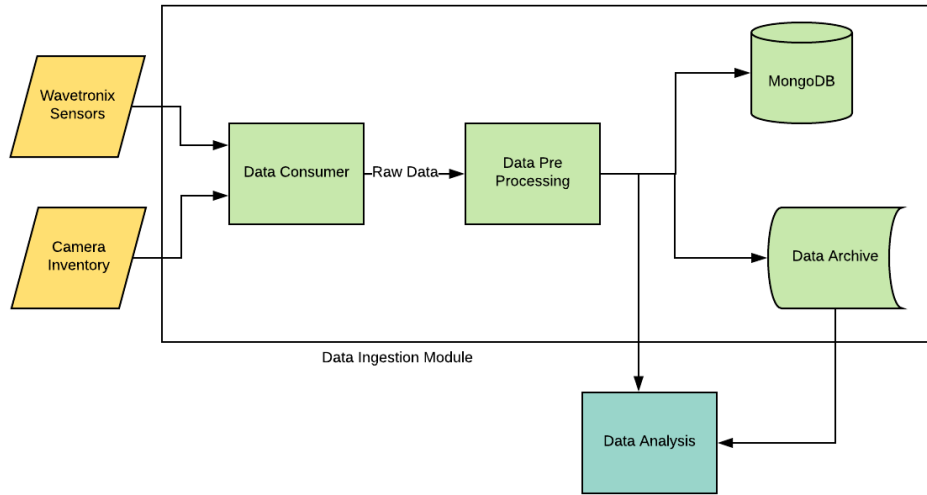 Wavetronix
Sensors
Camera
Inventory
Data Consumer
Raw Data
Data Pre
Processing
MongoDB
Data Archive
Data Ingestion Module
Data Analysis